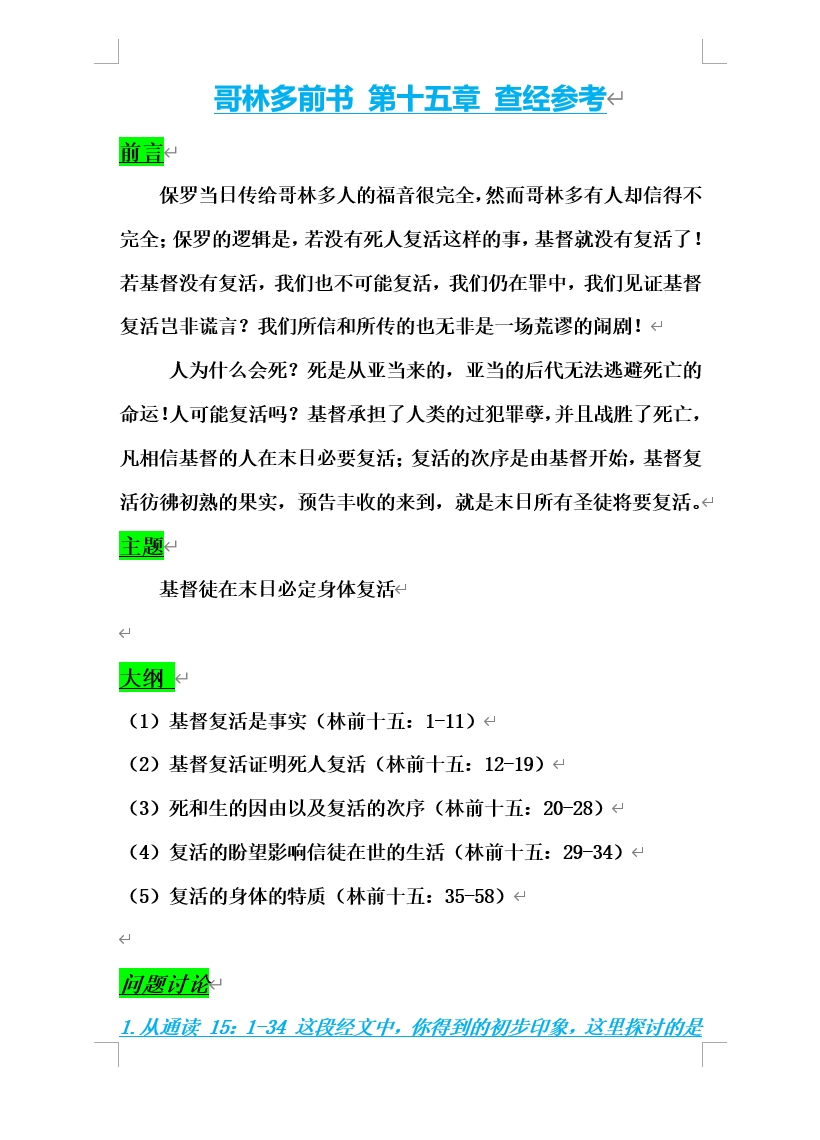 哥林多前书 第十五章 查经参考
前言
保罗当日传给哥林多人的福音很完全,然而哥林多有人却信得不
完全;保罗的逻辑是,若没有死人复活这样的事,基督就没有复活了!
若基督没有复活,我们也不可能复活,我们仍在罪中,我们见证基督
复活岂非谎言?我们所信和所传的也无非是一场荒谬的闹剧!
人为什么会死?死是从亚当来的,亚当的后代无法逃避死亡的
命运!人可能复活吗?基督承担了人类的过犯罪孽,并且战胜了死亡,
凡相信基督的人在末日必要复活;复活的次序是由基督开始,基督复
活彷彿初熟的果实,预告丰收的来到,就是末日所有圣徒将要复活。
主题
基督徒在末日必定身体复活
大纲
(1)基督复活是事实(林前十五:1-11)
(2)基督复活证明死人复活(林前十五:12-19)
(3)死和生的因由以及复活的次序(林前十五:20-28)
(4)复活的盼望影响信徒在世的生活(林前十五:29-34)
(5)复活的身体的特质(林前十五:35-58)
问题讨论
1.从通读 15:1-34 这段经文中,你得到的初步印象,这里探讨的是